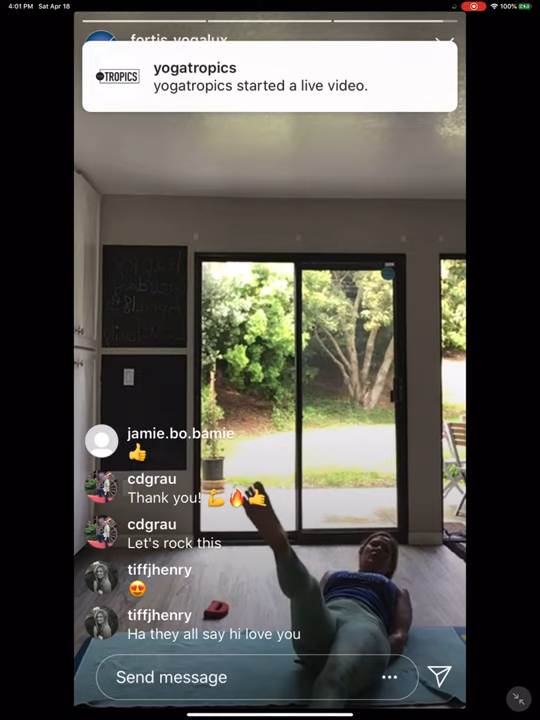 4:01 PM Sat Apr 18
100%
fortis_yogalux
TROPICS
yogatropics
yogatropics started a live video.
jamie.bo.bamie
👍
cdgrau
Thank you! 💪🔥🤙
cdgrau
Let's rock this
tiffjhenry
😍
tiffjhenry
Ha they all say hi love you
Send message